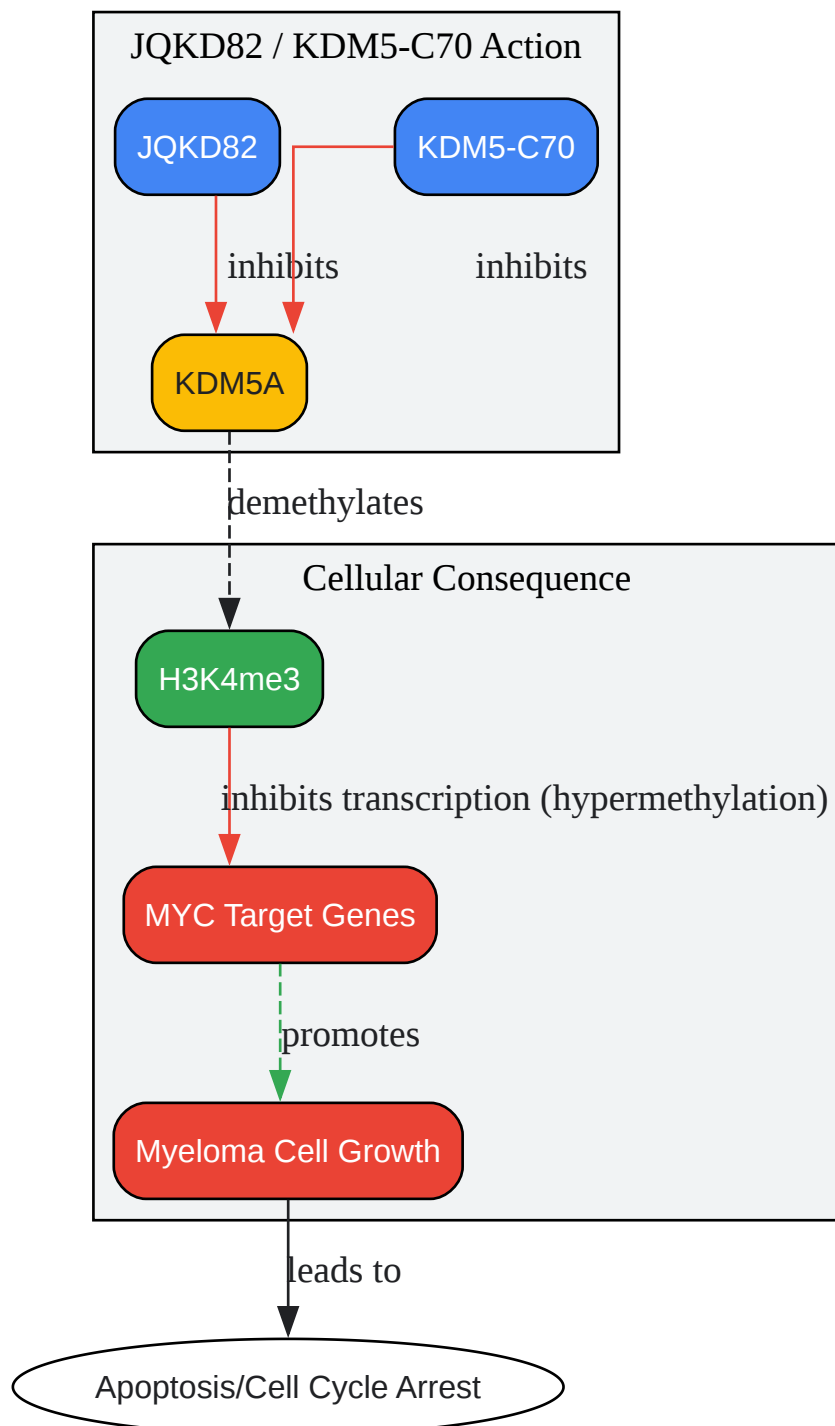 JQKD82 / KDM5-C70 Action
JQKD82
KDM5-C70
inhibits
inhibits
KDM5A
demethylates
Cellular Consequence
H3K4me3
inhibits transcription (hypermethylation)
MYC Target Genes
promotes
Myeloma Cell Growth
leads to
Apoptosis/Cell Cycle Arrest